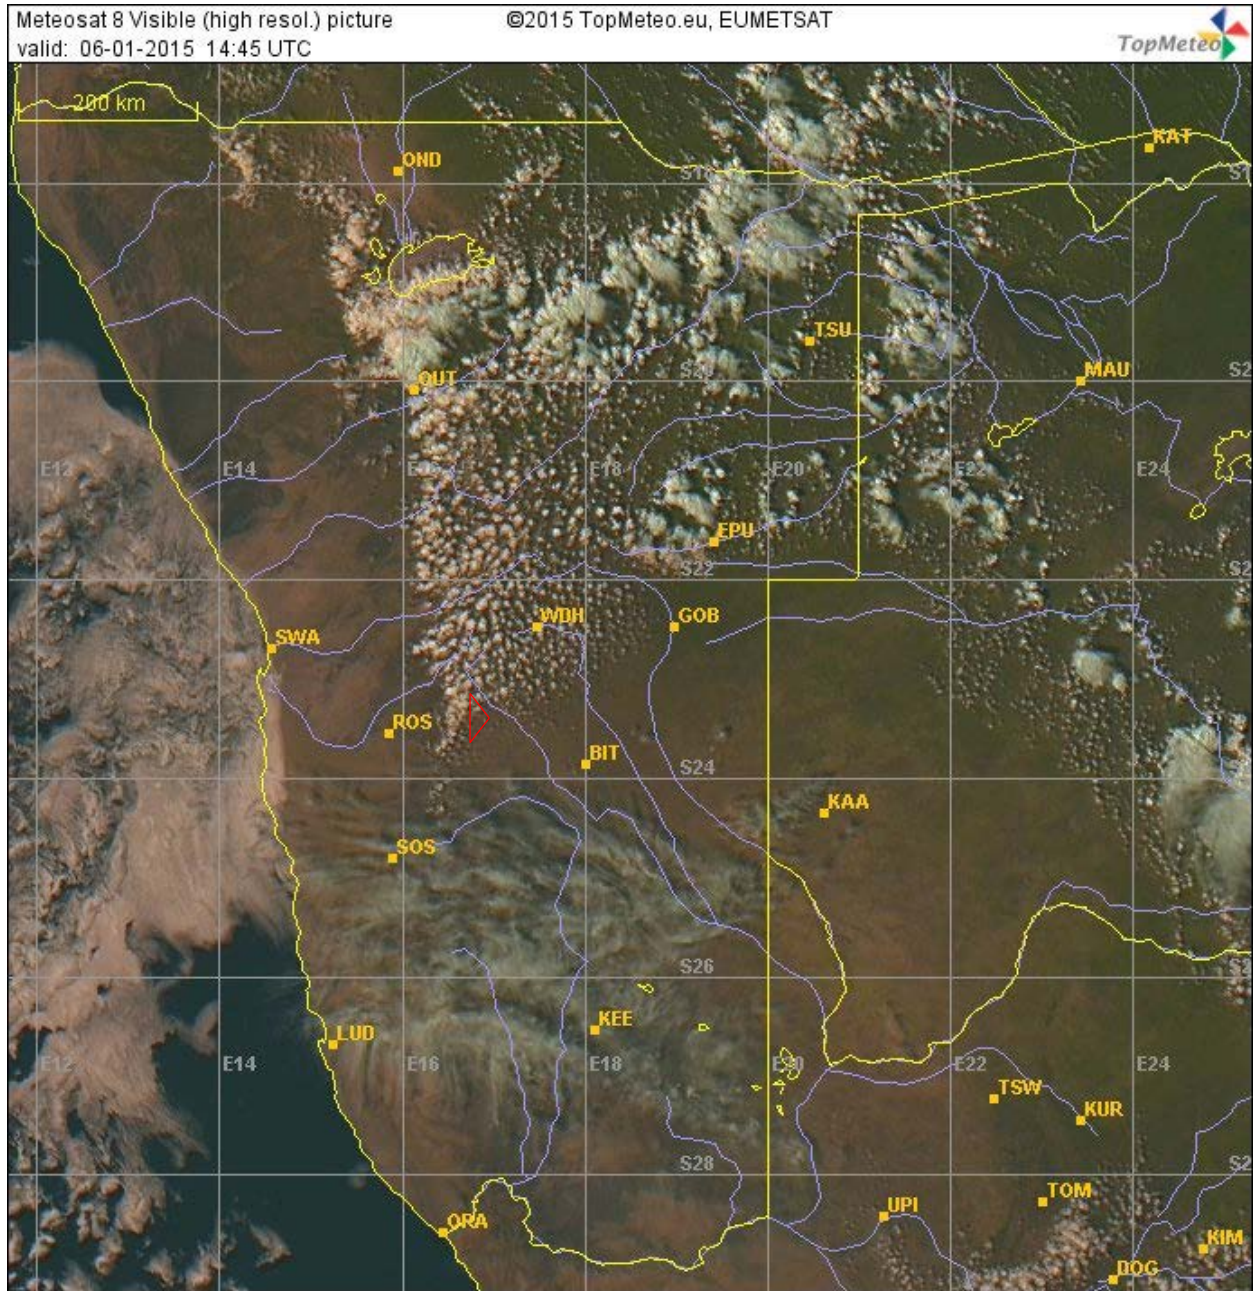 Meteosat 8 Visible (high resol.) picture ©2015 TopMeteo.eu, EUMETSAT
valid: 06-01-2015 14:45 UTC
TopMeteo
200 km
KAT
OND
TSU
MAU
OUT
E12 E14 E16 E18 E20 E22 E24
EPU
S22
WDH GOB
SWA
ROS
BIT
S24
KAA
SOS
S26
KEE
LUD
E12 E14 E16 E18 E20 E22 E24
TSW
KUR
S28
TOM
UPI
ORA
KIM
DOG